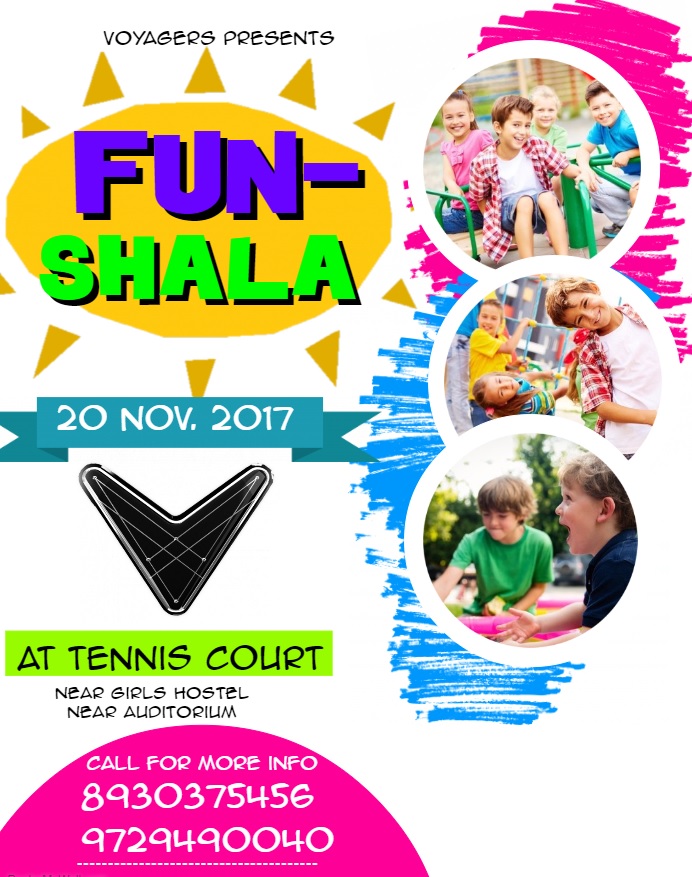 VOYAGERS PRESENTS
FUN-
SHALA
20 NOV. 2017
AT TENNIS COURT
NEAR GIRLS HOSTEL
NEAR AUDITORIUM
CALL FOR MORE INFO
8930375456
9729490040